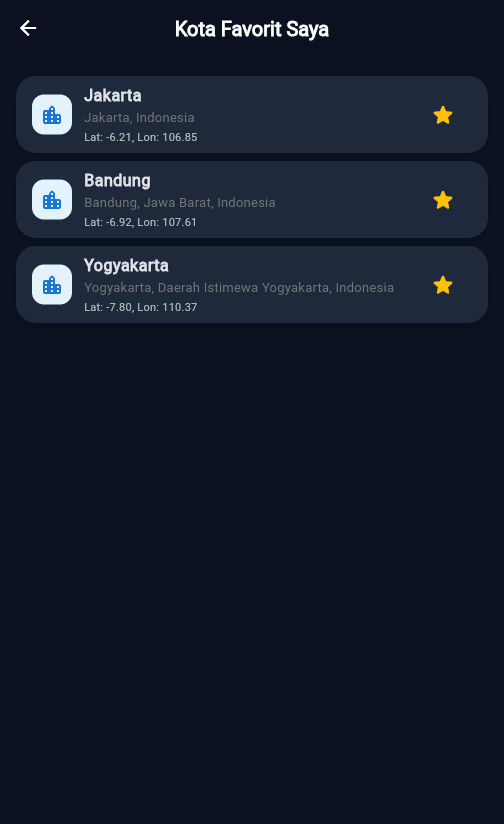 Kota Favorit Saya
Jakarta
Jakarta, Indonesia
Lat: -6.21, Lon: 106.85
Bandung
Bandung, Jawa Barat, Indonesia
Lat: -6.92, Lon: 107.61
Yogyakarta
Yogyakarta, Daerah Istimewa Yogyakarta, Indonesia
Lat: -7.80, Lon: 110.37